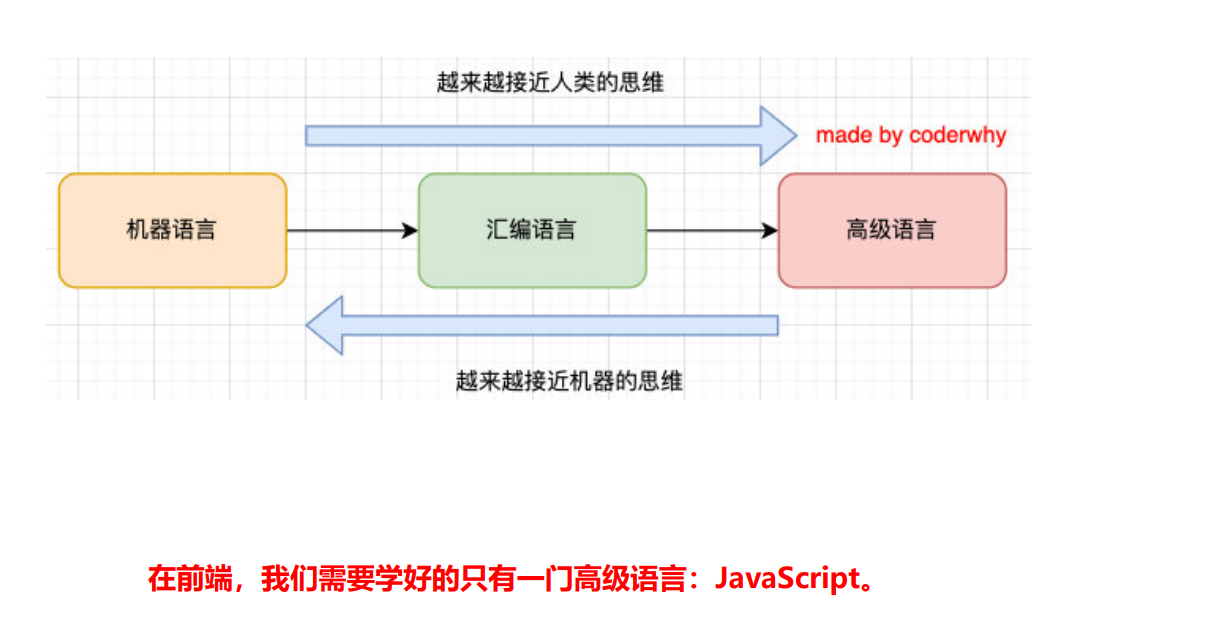 越来越接近人类的思维
made by coderwhy
机器语言
汇编语言
高级语言
越来越接近机器的思维
在前端，我们需要学好的只有一门高级语言：JavaScript。